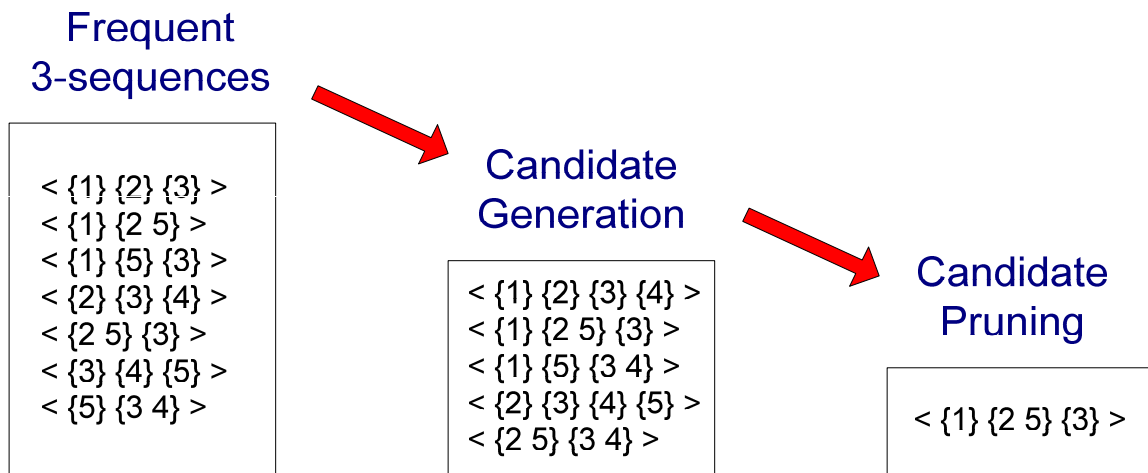 Frequent
3-sequences
< {1} {2} {3} >
< {1} {2 5} >
< {1} {5} {3} >
< {2} {3} {4} >
< {2 5} {3} >
< {3} {4} {5} >
< {5} {3 4} >
Candidate
Generation
< {1} {2} {3} {4} >
< {1} {2 5} {3} >
< {1} {5} {3 4} >
< {2} {3} {4} {5} >
< {2 5} {3 4} >
Candidate
Pruning
< {1} {2 5} {3} >